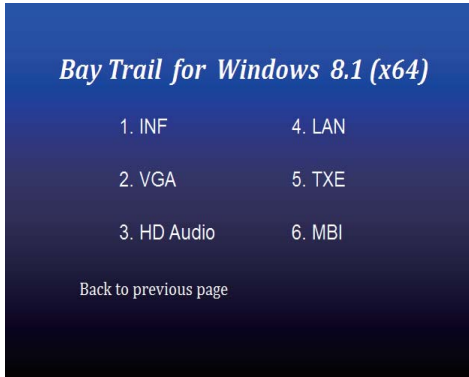 Bay Trail for Windows 8.1 (x64)
1. INF
4. LAN
2. VGA
5. TXE
3. HD Audio
6. MBI
Back to previous page